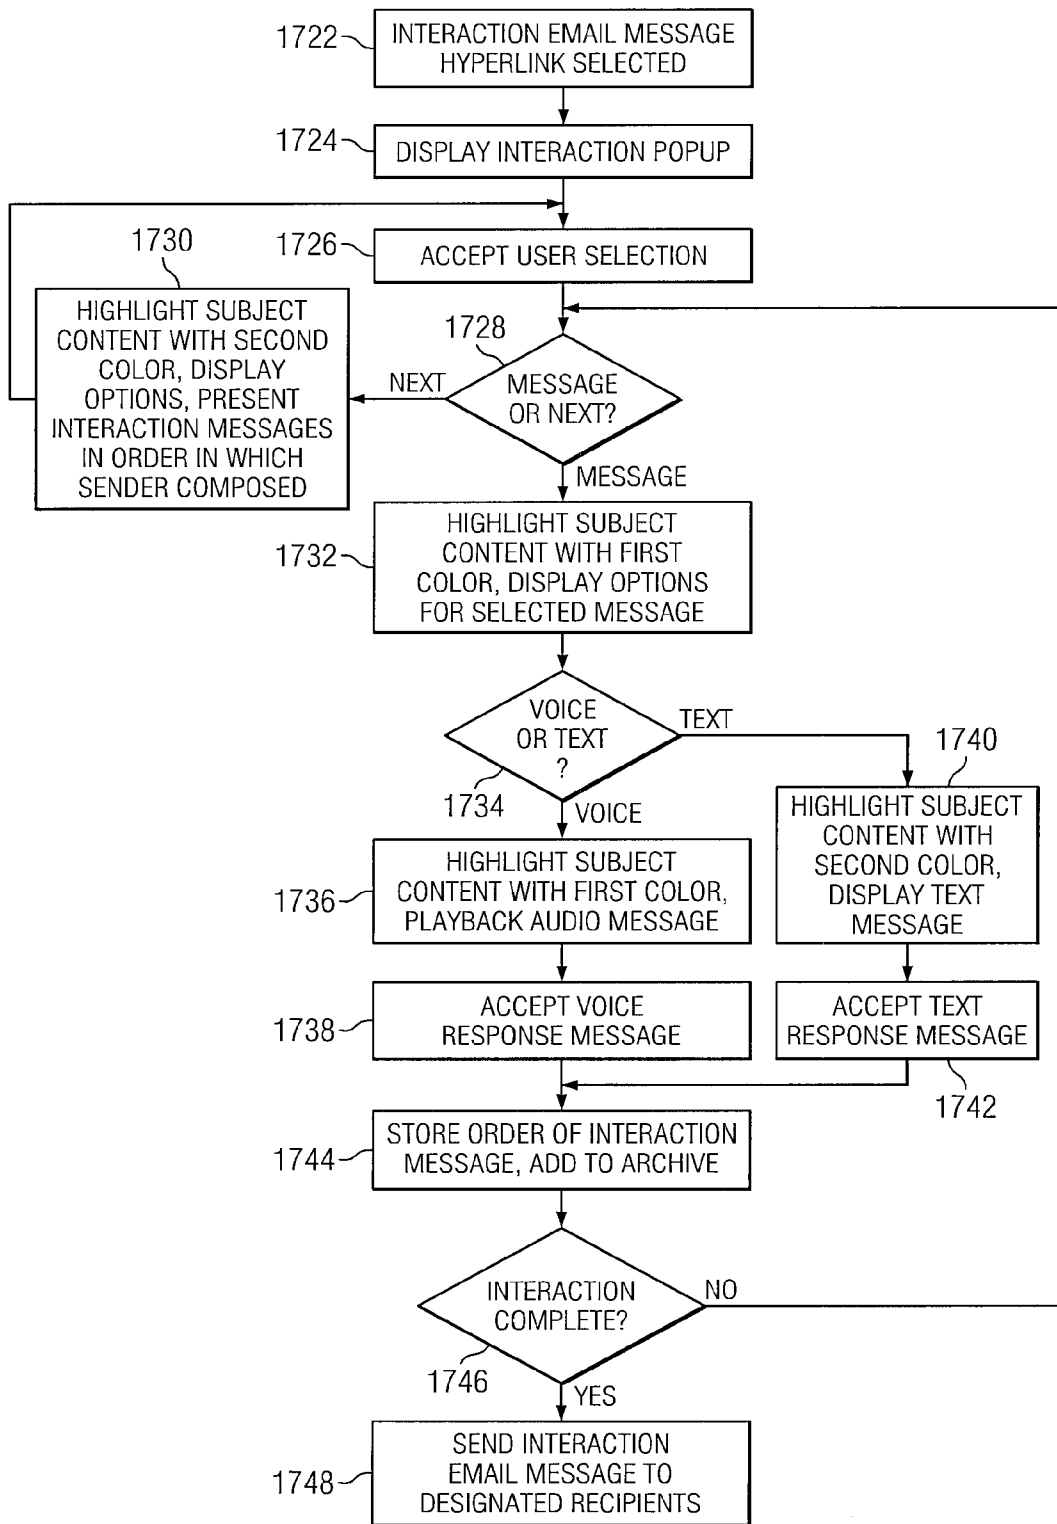 1722
INTERACTION EMAIL MESSAGE
HYPERLINK SELECTED
1724
DISPLAY INTERACTION POPUP
1726
ACCEPT USER SELECTION
1730
HIGHLIGHT SUBJECT
CONTENT WITH SECOND
COLOR, DISPLAY
OPTIONS, PRESENT
INTERACTION MESSAGES
IN ORDER IN WHICH
SENDER COMPOSED
NEXT
1728
MESSAGE
OR NEXT?
MESSAGE
1732
HIGHLIGHT SUBJECT
CONTENT WITH FIRST
COLOR, DISPLAY OPTIONS
FOR SELECTED MESSAGE
VOICE
OR TEXT
?
1734
TEXT
VOICE
1736
HIGHLIGHT SUBJECT
CONTENT WITH FIRST COLOR,
PLAYBACK AUDIO MESSAGE
1740
HIGHLIGHT SUBJECT
CONTENT WITH
SECOND COLOR,
DISPLAY TEXT
MESSAGE
1738
ACCEPT VOICE
RESPONSE MESSAGE
ACCEPT TEXT
RESPONSE MESSAGE
1742
1744
STORE ORDER OF INTERACTION
MESSAGE, ADD TO ARCHIVE
INTERACTION
COMPLETE?
1746
NO
YES
1748
SEND INTERACTION
EMAIL MESSAGE TO
DESIGNATED RECIPIENTS